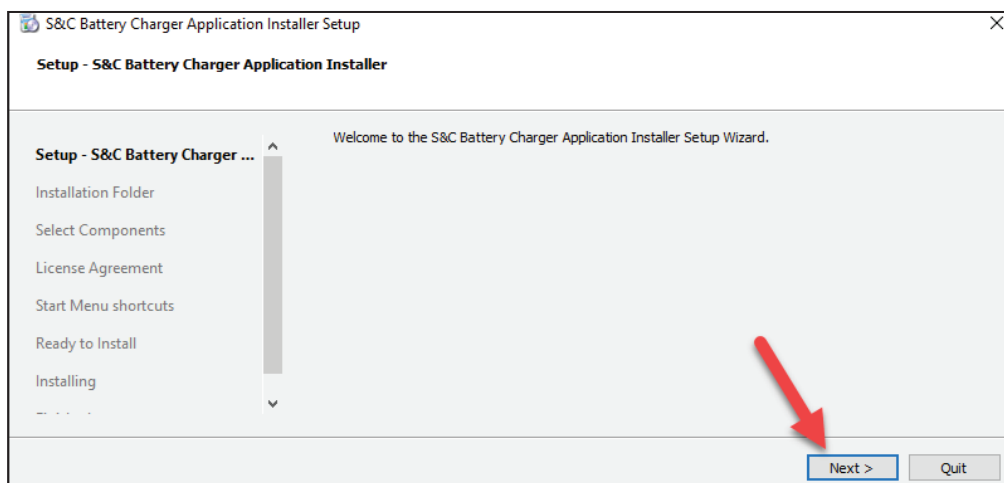 S&C Battery Charger Application Installer Setup
Setup - S&C Battery Charger Application Installer
Welcome to the S&C Battery Charger Application Installer Setup Wizard.
Setup - S&C Battery Charger ...
Installation Folder
Select Components
License Agreement
Start Menu shortcuts
Ready to Install
Installing
Next >
Quit